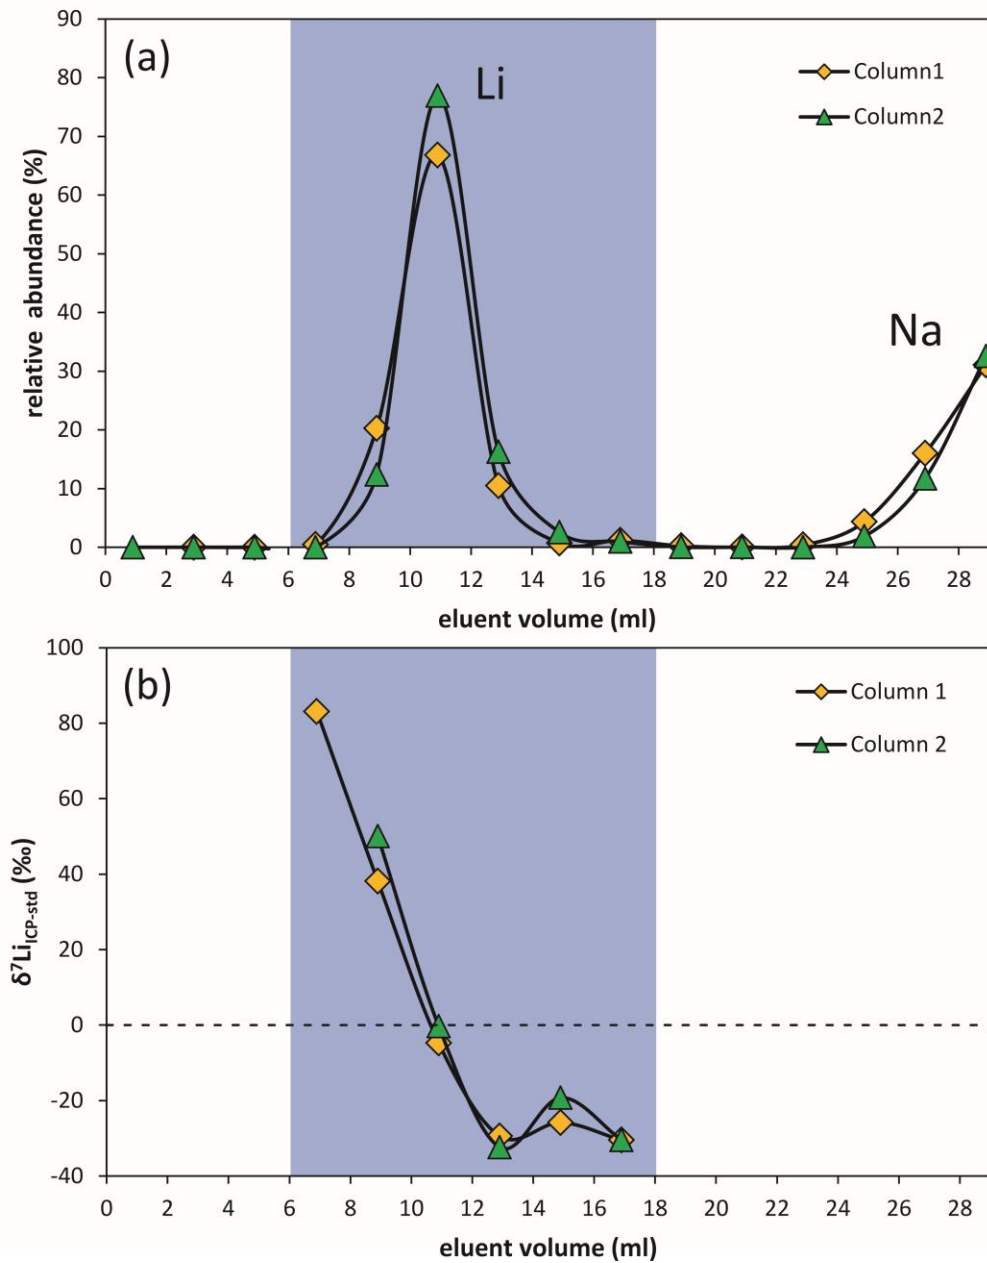 (a)
Li
Na
Column1
Column2
90
80
70
60
50
40
30
20
10
0
relative abundance (%)
0 2 4 6 8 10 12 14 16 18 20 22 24 26 28
eluent volume (ml)
(b)
Column 1
Column 2
100
80
60
40
20
0
-20
-40
δ⁷Li_ICP-std (‰)
0 2 4 6 8 10 12 14 16 18 20 22 24 26 28
eluent volume (ml)